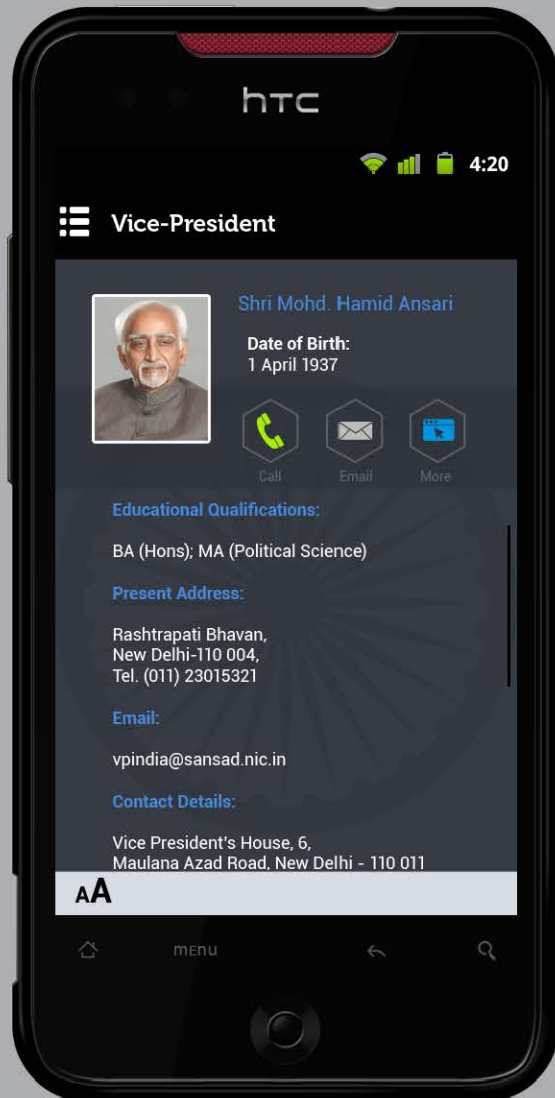 hTC
4:20
Vice-President
Shri Mohd. Hamid Ansari
Date of Birth:
1 April 1937
Call Email More
Educational Qualifications:
BA (Hons); MA (Political Science)
Present Address:
Rashtrapati Bhavan,
New Delhi-110 004,
Tel. (011) 23015321
Email:
vpindia@sansad.nic.in
Contact Details:
Vice President's House, 6,
Maulana Azad Road, New Delhi - 110 011
AA
menu